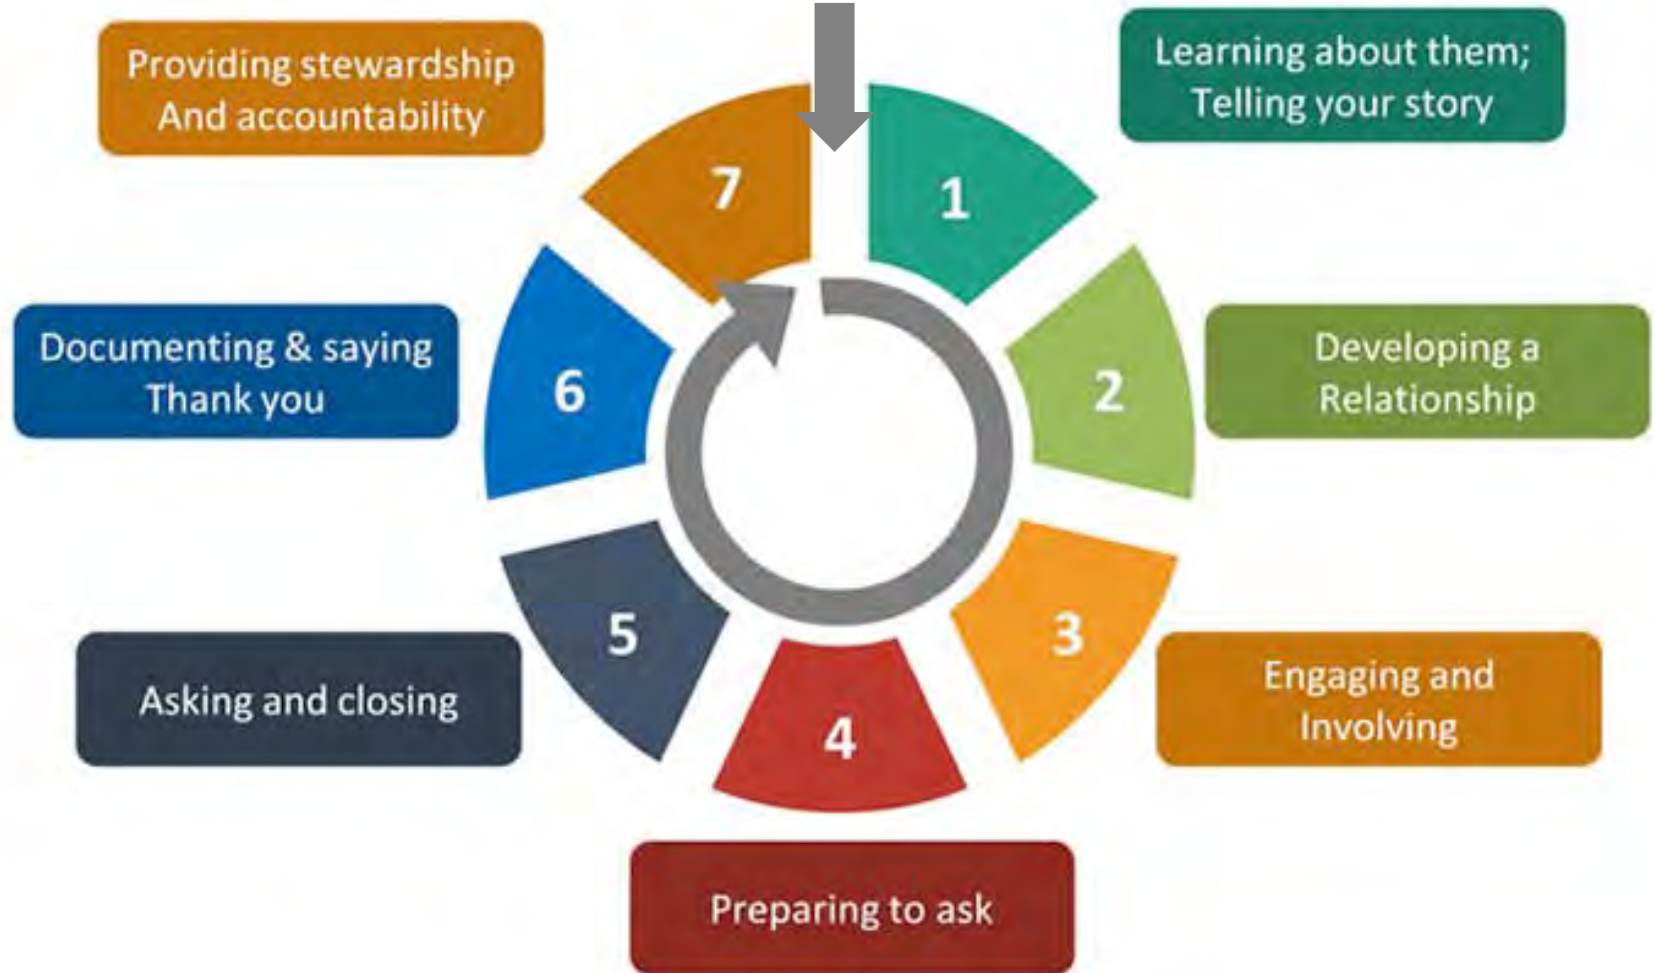 Providing stewardship
And accountability
Learning about them;
Telling your story
7
1
Documenting & saying
Thank you
6
2
Developing a
Relationship
5
3
Asking and closing
Engaging and
Involving
4
Preparing to ask